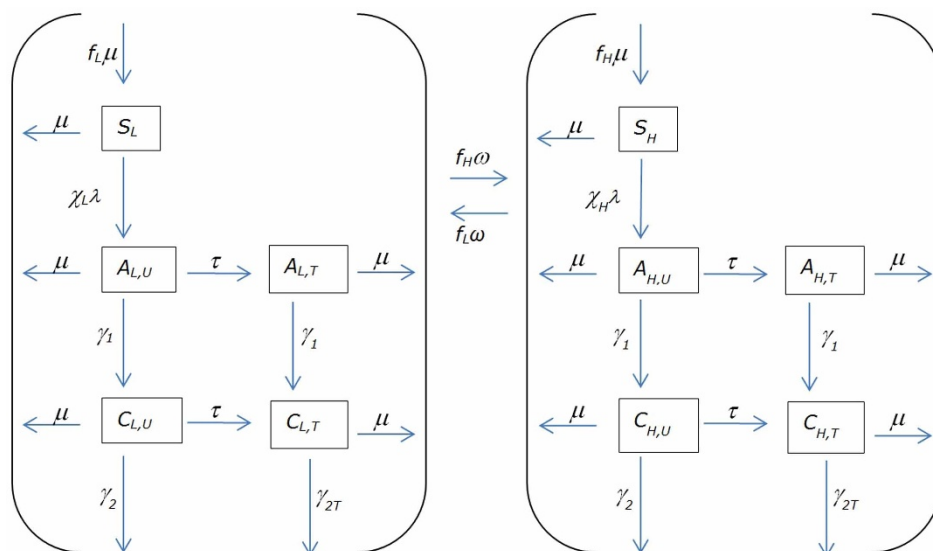 f_Lμ
f_Hμ
μ S_L
μ S_H
f_Hω
χ_Lλ
χ_Hλ
f_Lω
μ A_{L,U} τ A_{L,T} μ
μ A_{H,U} τ A_{H,T} μ
γ_1 γ_1
γ_1 γ_1
μ C_{L,U} τ C_{L,T} μ
μ C_{H,U} τ C_{H,T} μ
γ_2 γ_{2T}
γ_2 γ_{2T}